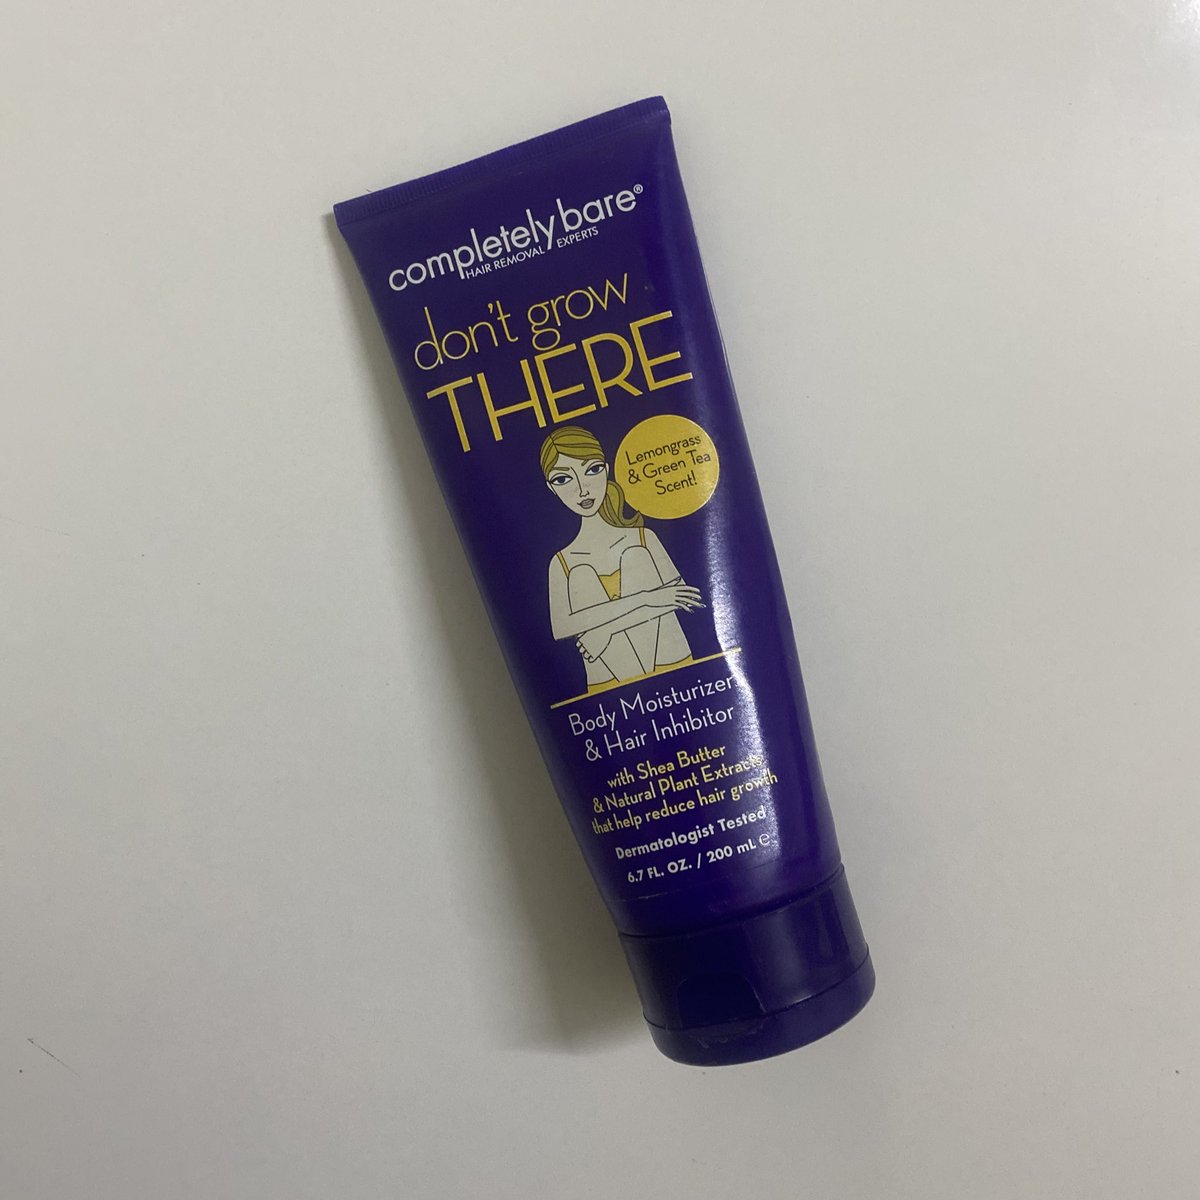 completely bare®
HAIR REMOVAL EXPERTS
don't grow
THERE
Lemongrass
& Green Tea
Scent!
Body Moisturizer
& Hair Inhibitor
with Shea Butter
& Natural Plant Extracts
that help reduce hair growth
Dermatologist Tested
6.7 FL. OZ. / 200 mL ℮